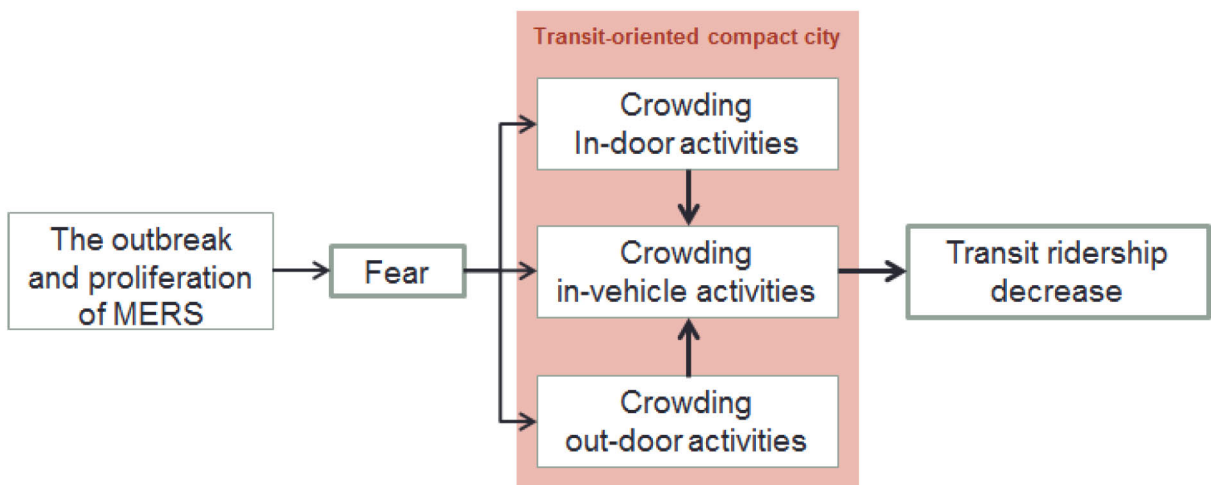 Transit-oriented compact city
Crowding
In-door activities
The outbreak
and proliferation
of MERS
Fear
Crowding
in-vehicle activities
Transit ridership
decrease
Crowding
out-door activities